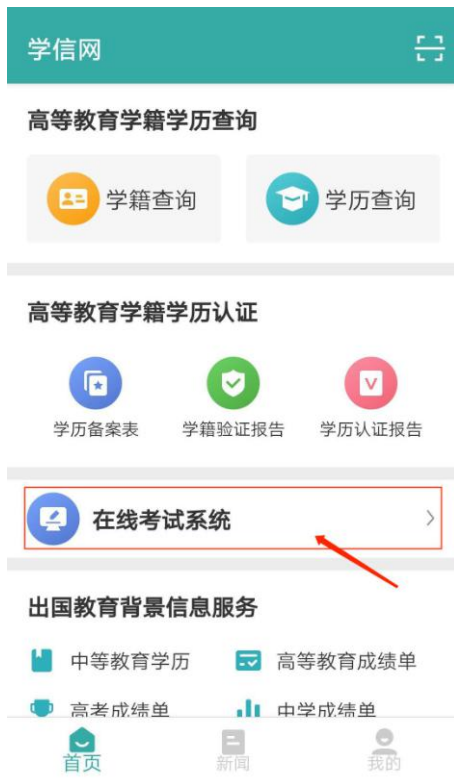 学信网
高等教育学籍学历查询
学籍查询 学历查询
高等教育学籍学历认证
学历备案表 学籍验证报告 学历认证报告
在线考试系统
出国教育背景信息服务
中等教育学历 高等教育成绩单
高考成绩单 中学成绩单
首页 新闻 我的